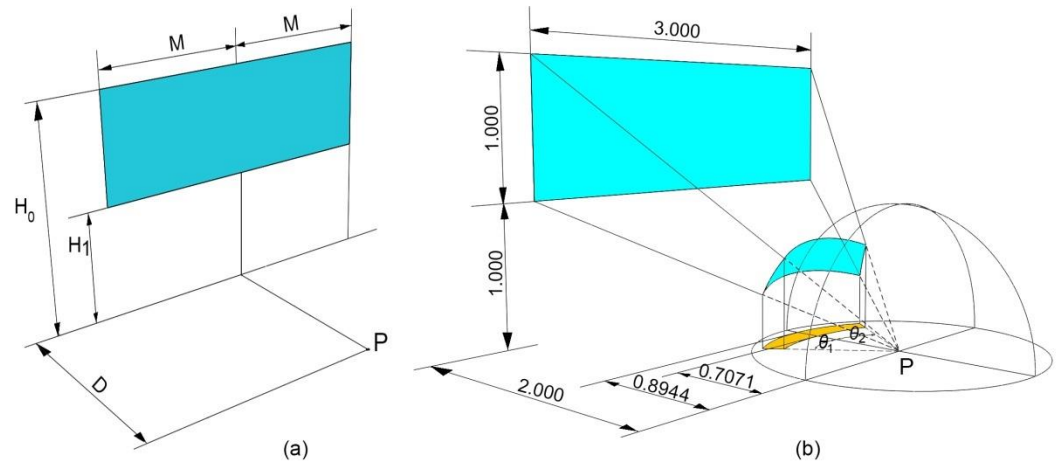 M
M
H₀
H1
D
P
(a)
3.000
1.000
1.000
θ₁
θ₂
P
0.7071
0.8944
2.000
(b)